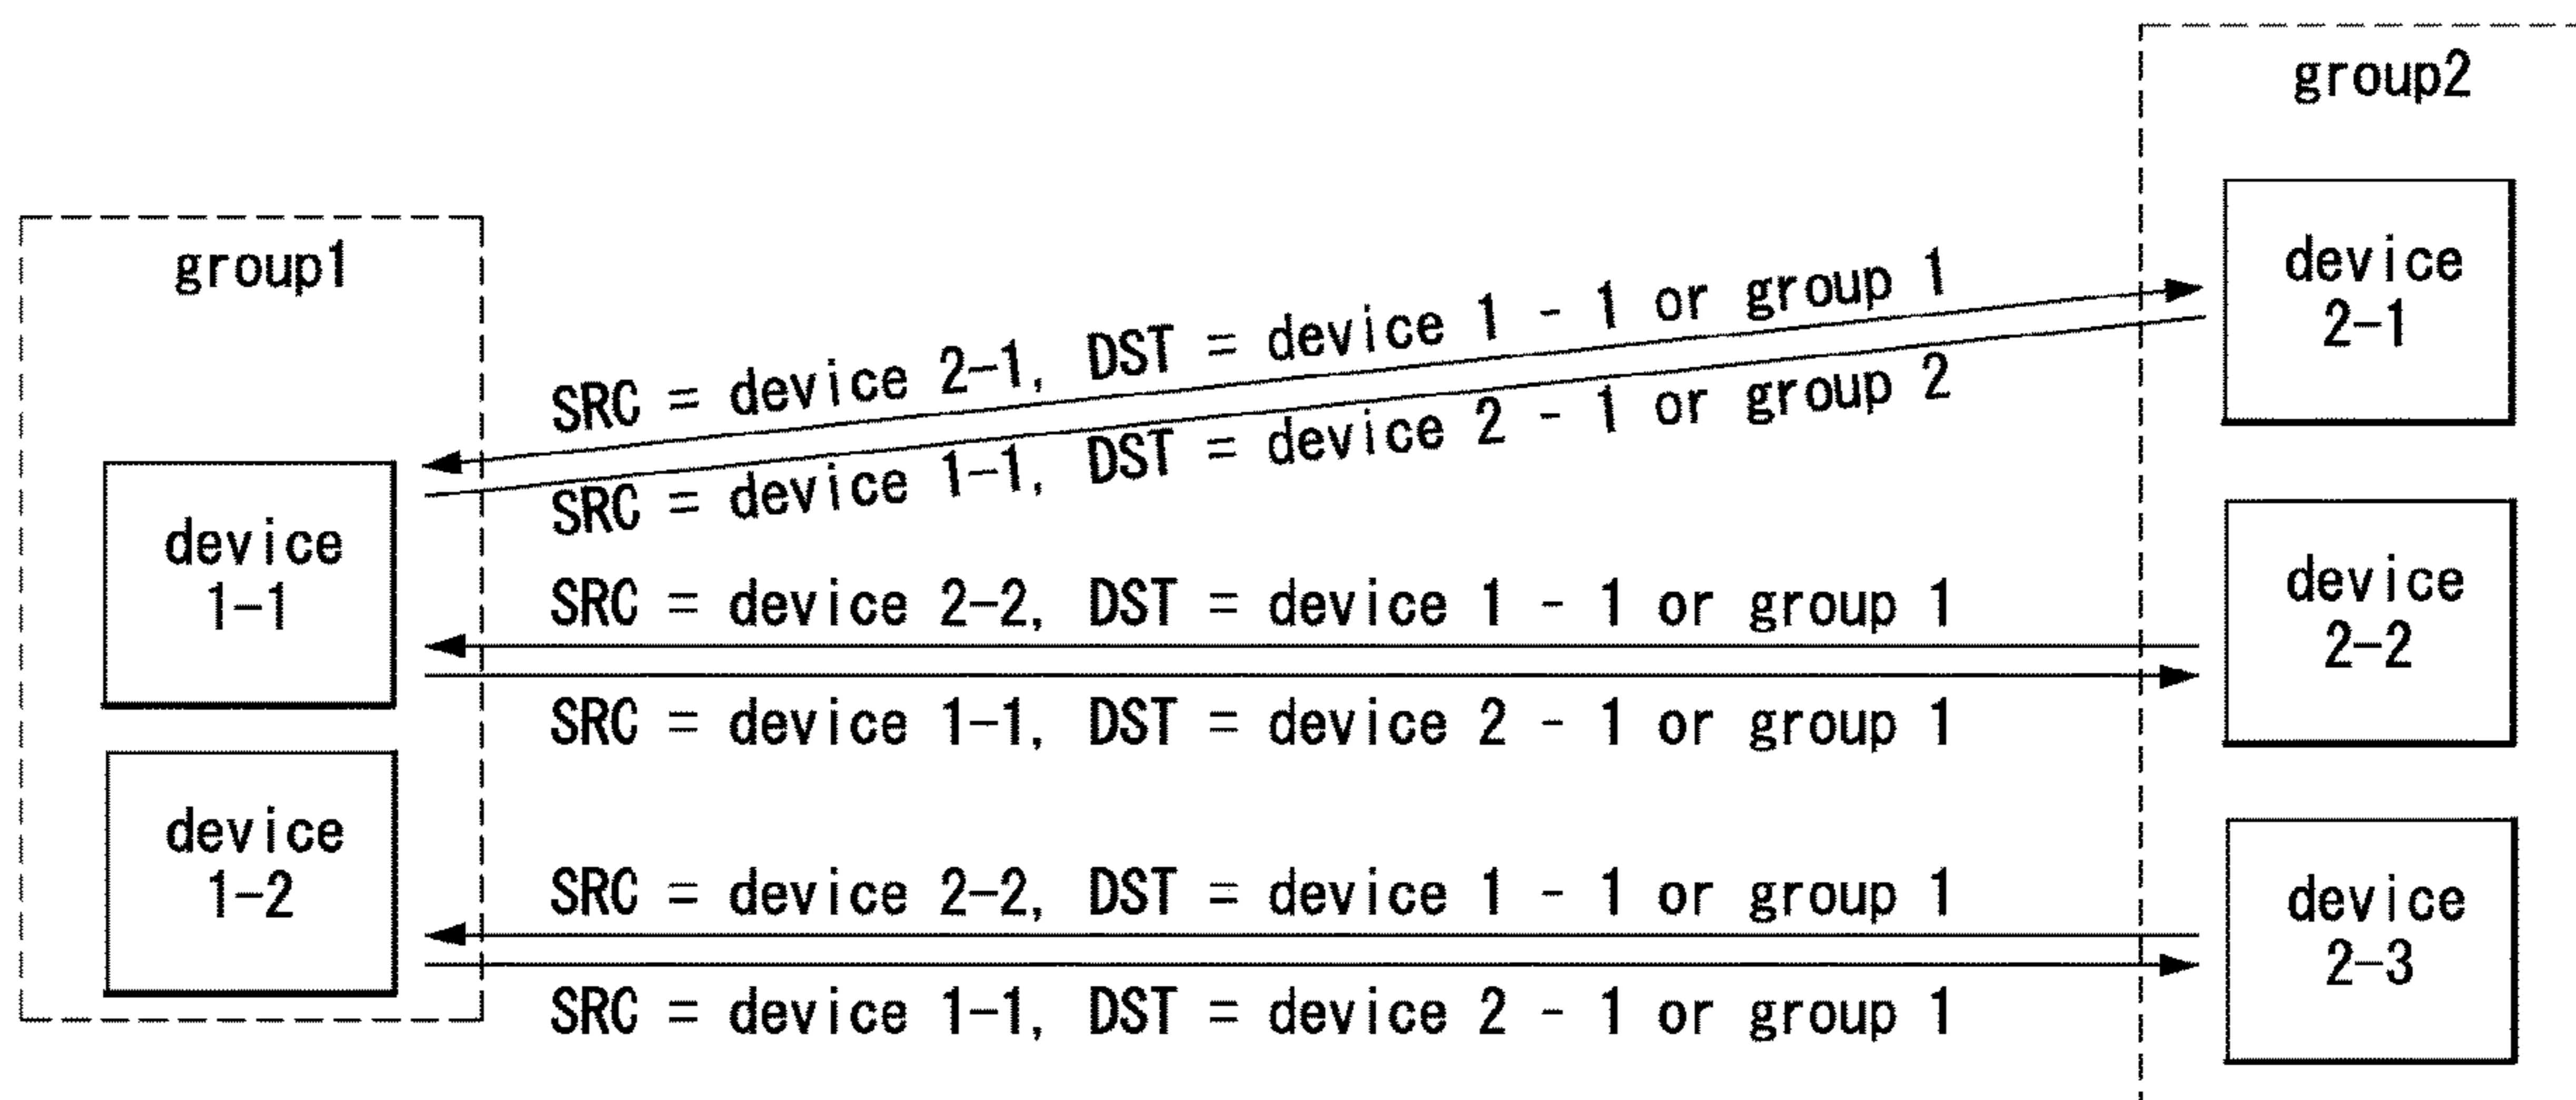 group2
device
2-1
group1
SRC = device 2-1, DST = device 1 - 1 or group 1
SRC = device 1-1, DST = device 2 - 1 or group 2
device
1-1
device
2-2
SRC = device 2-2, DST = device 1 - 1 or group 1
SRC = device 1-1, DST = device 2 - 1 or group 1
device
1-2
device
2-3
SRC = device 2-2, DST = device 1 - 1 or group 1
SRC = device 1-1, DST = device 2 - 1 or group 1